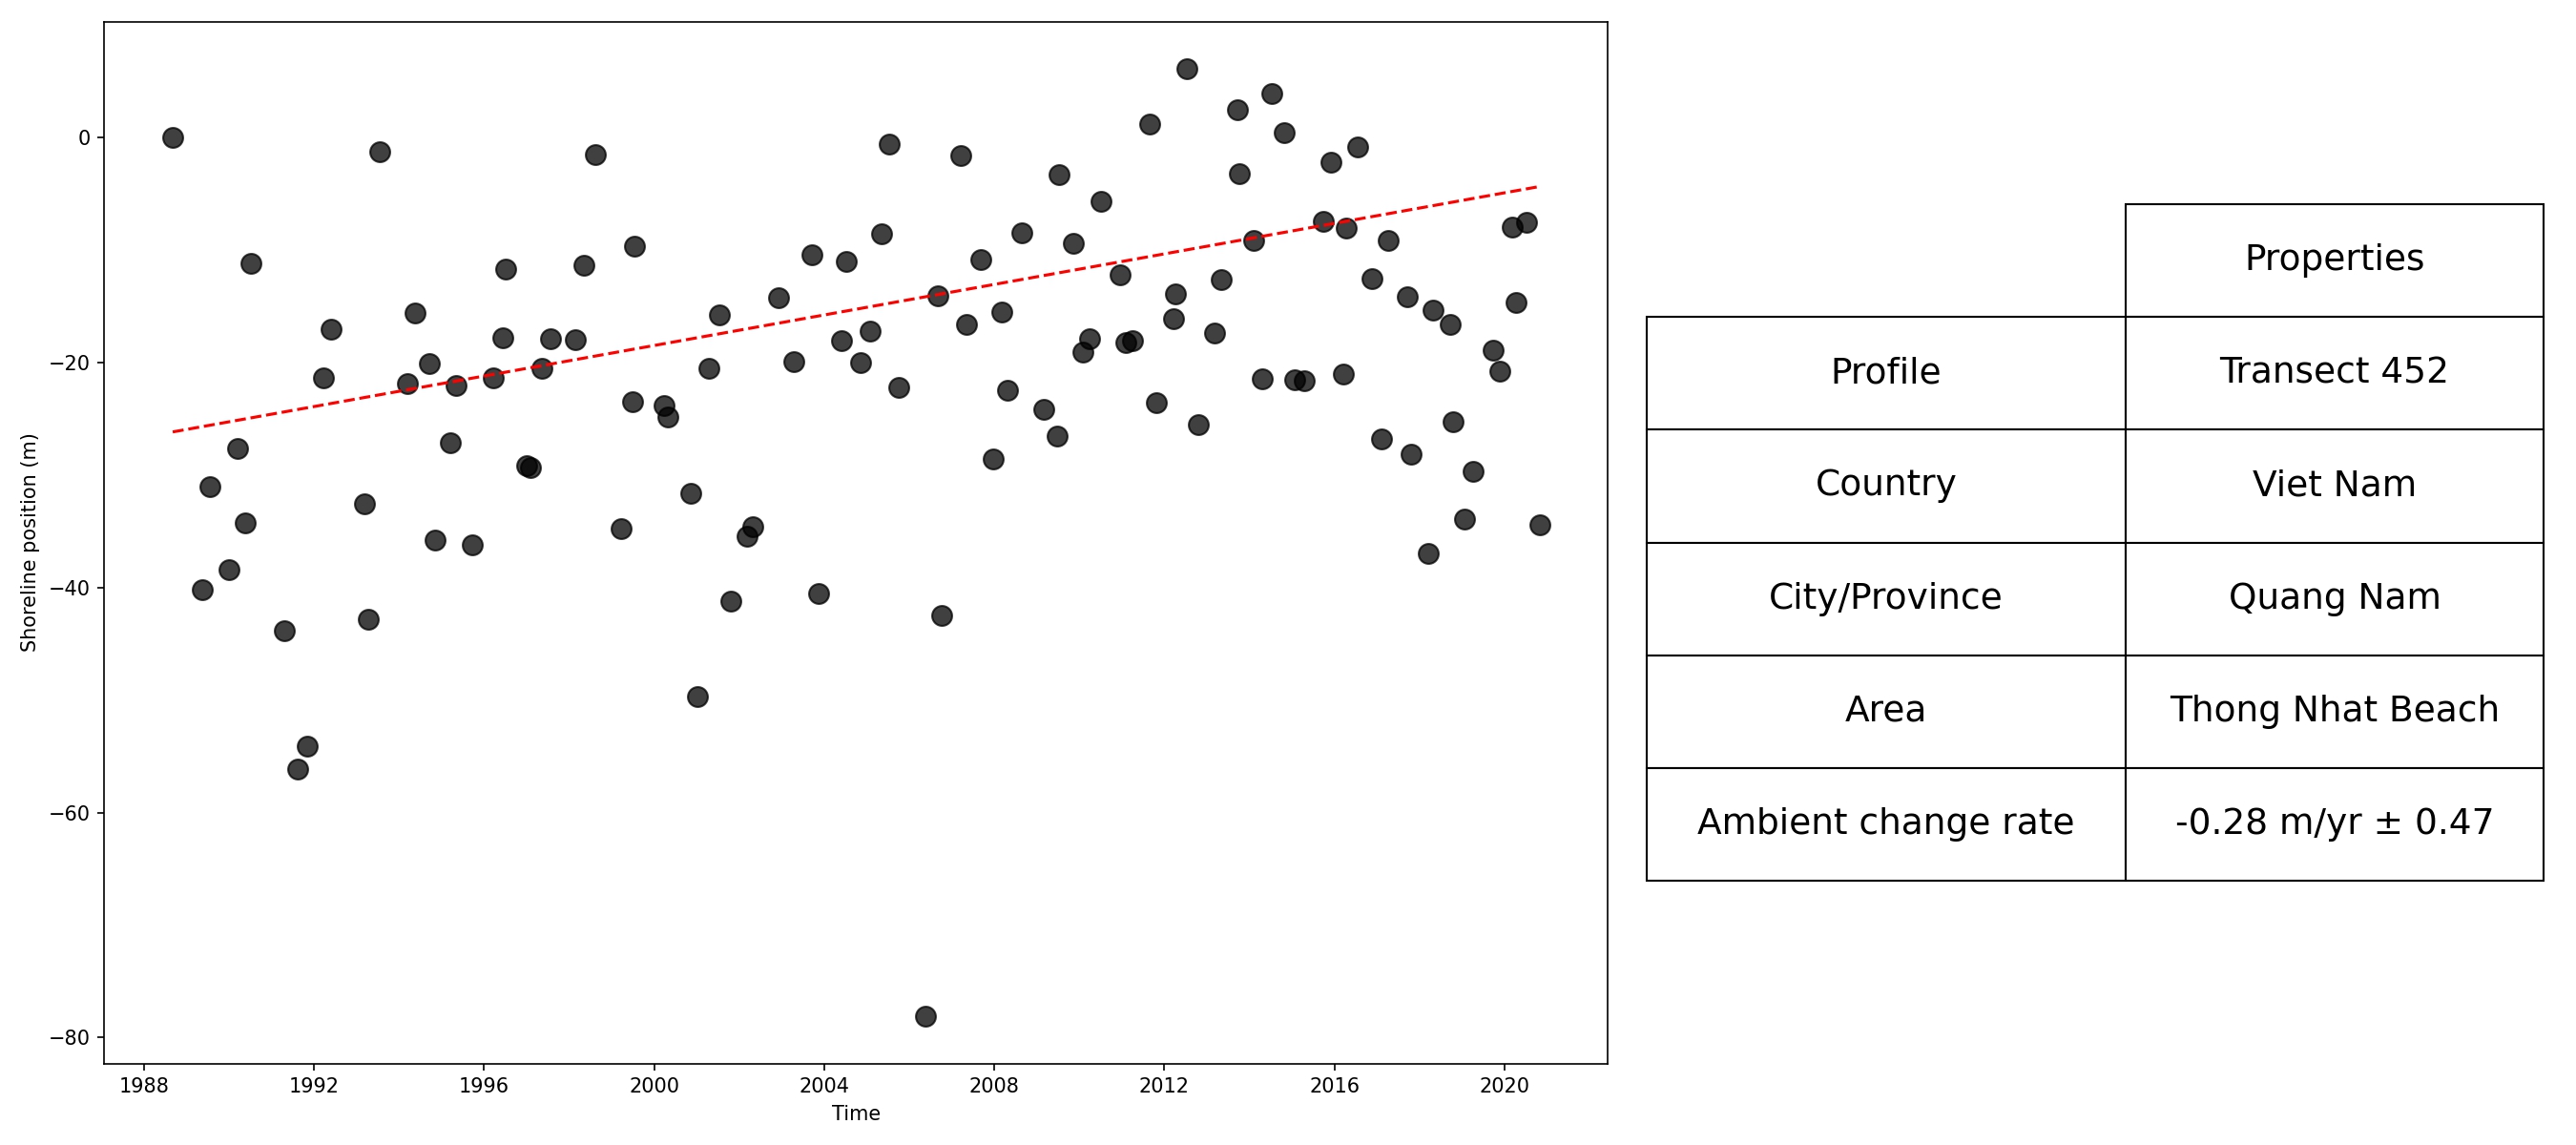 0
−20
−40
−60
−80
Shoreline position (m)
1988 1992 1996 2000 2004 2008 2012 2016 2020
Time
Properties
Profile Transect 452
Country Viet Nam
City/Province Quang Nam
Area Thong Nhat Beach
Ambient change rate -0.28 m/yr ± 0.47